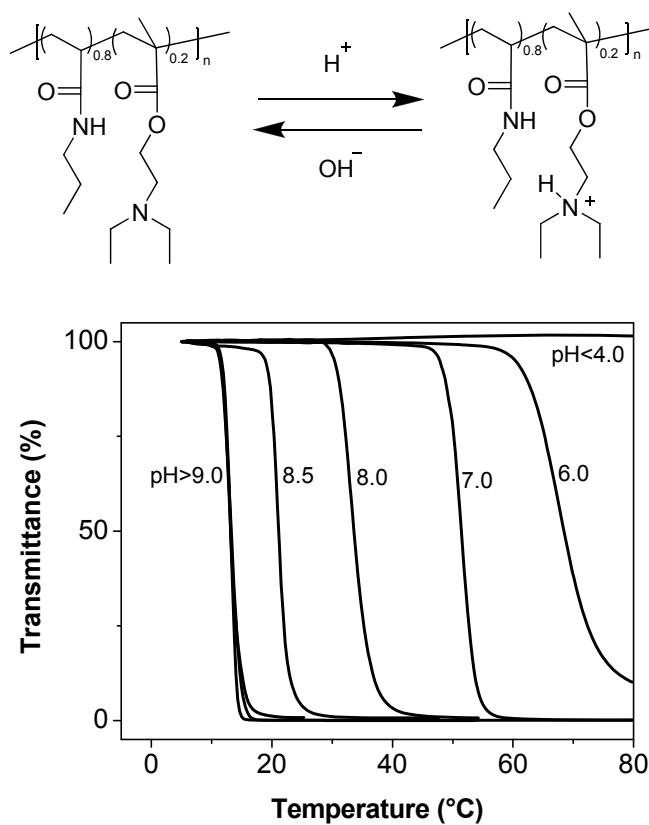 [( )0.8( )0.2]n
O
NH
O
O
N
H+
OH−
[( )0.8( )0.2]n
O
NH
O
O
H
N+
100
50
0
Transmittance (%)
pH<4.0
pH>9.0
8.5
8.0
7.0
6.0
0 20 40 60 80
Temperature (°C)